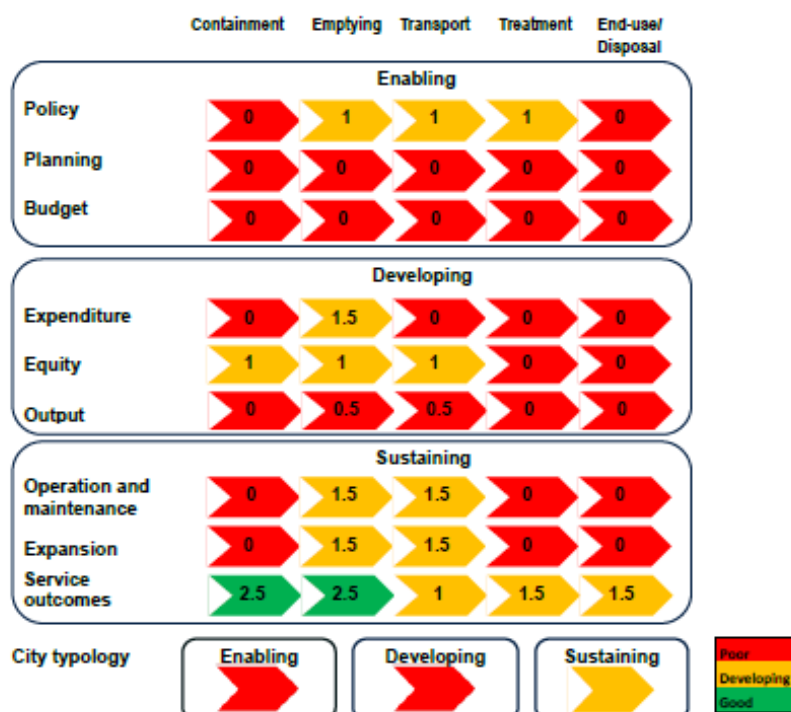 Containment Emptying Transport Treatment End-use/
Disposal
Enabling
Policy 0 1 1 1 0
Planning 0 0 0 0 0
Budget 0 0 0 0 0
Developing
Expenditure 0 1.5 0 0 0
Equity 1 1 1 0 0
Output 0 0.5 0.5 0 0
Sustaining
Operation and
maintenance 0 1.5 1.5 0 0
Expansion 0 1.5 1.5 0 0
Service
outcomes 2.5 2.5 1 1.5 1.5
City typology Enabling Developing Sustaining
Poor
Developing
Good